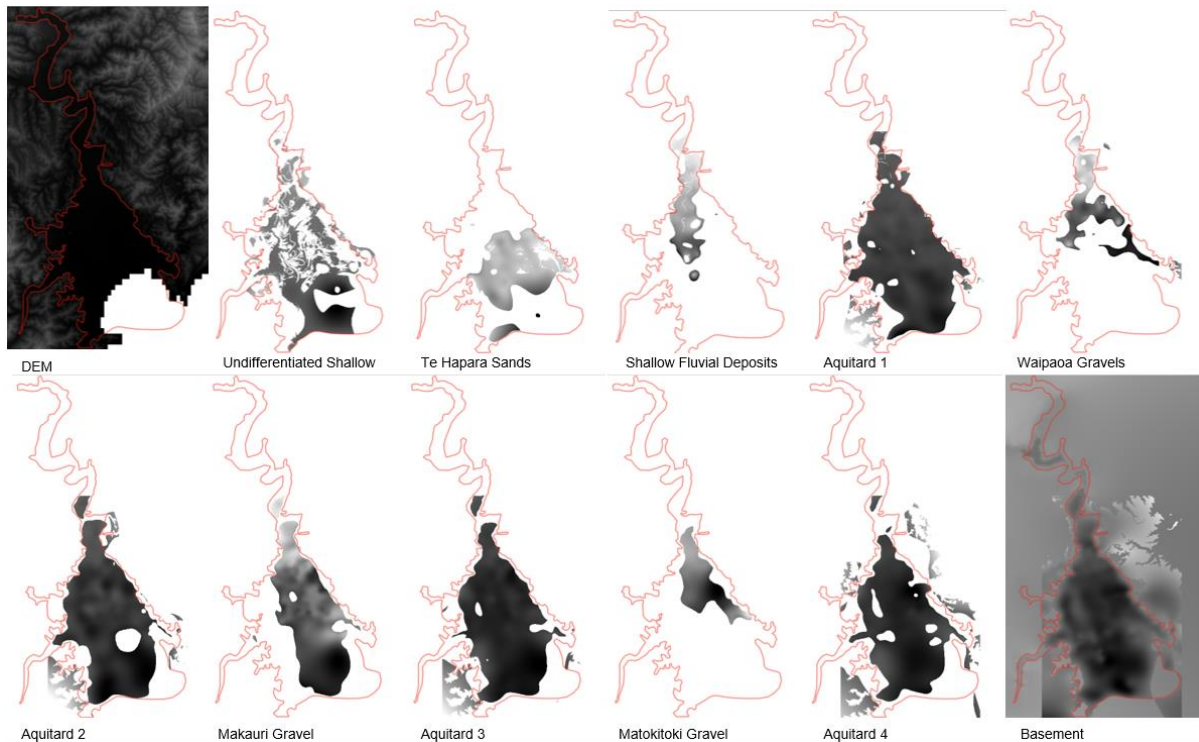 DEM
Undifferentiated Shallow
Te Hapara Sands
Shallow Fluvial Deposits
Aquitard 1
Waipaoa Gravels
Aquitard 2
Makauri Gravel
Aquitard 3
Matokitoki Gravel
Aquitard 4
Basement